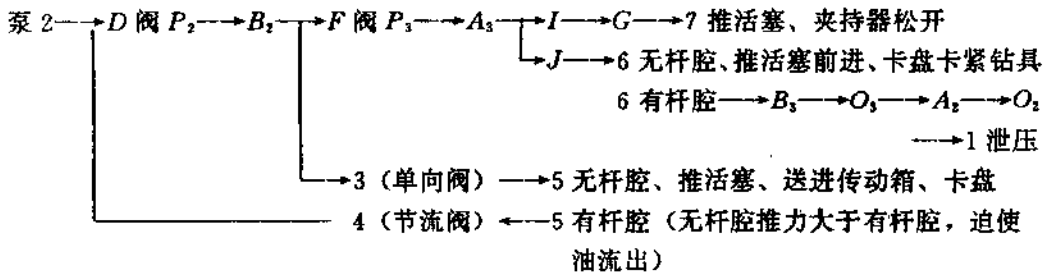 泵 2→D 阀 P₂→B₂→F 阀 P₃→A₃→I→G→7 推活塞、夹持器松开
→J→6 无杆腔、推活塞前进、卡盘卡紧钻具
6 有杆腔→B₃→O₃→A₂→O₂
→1 泄压
→3（单向阀）→5 无杆腔、推活塞、送进传动箱、卡盘
4（节流阀）←5 有杆腔（无杆腔推力大于有杆腔，迫使
油流出）